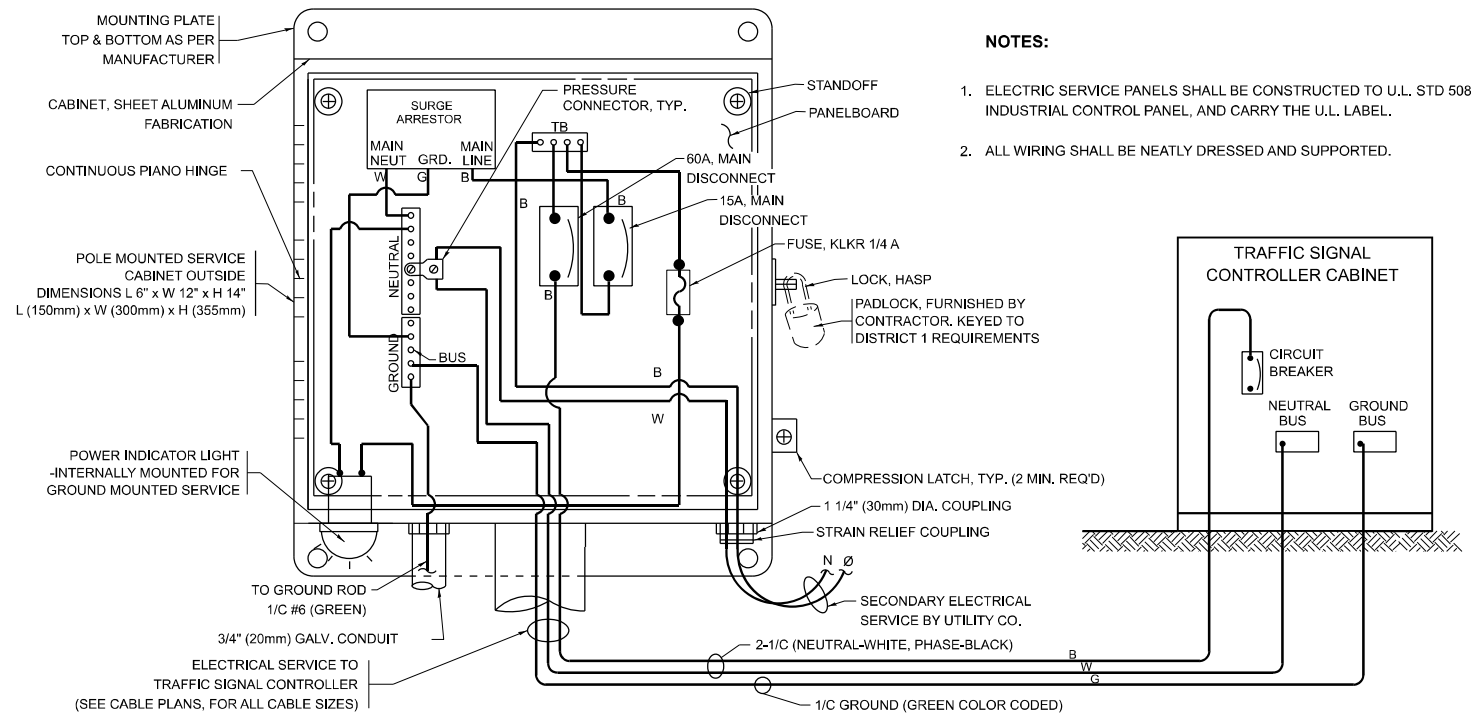 MOUNTING PLATE
TOP & BOTTOM AS PER
MANUFACTURER
CABINET, SHEET ALUMINUM
FABRICATION
CONTINUOUS PIANO HINGE
POLE MOUNTED SERVICE
CABINET OUTSIDE
DIMENSIONS L 6" x W 12" x H 14"
L (150mm) x W (300mm) x H (355mm)
POWER INDICATOR LIGHT
-INTERNALLY MOUNTED FOR
GROUND MOUNTED SERVICE
SURGE
ARRESTOR
MAIN
NEUT
GRD.
MAIN
LINE
W
G
B
PRESSURE
CONNECTOR, TYP.
TB
STANDOFF
PANELBOARD
60A, MAIN
DISCONNECT
15A, MAIN
DISCONNECT
B
B
B
FUSE, KLKR 1/4 A
NEUTRAL
GROUND
BUS
LOCK, HASP
PADLOCK, FURNISHED BY
CONTRACTOR. KEYED TO
DISTRICT 1 REQUIREMENTS
B
W
COMPRESSION LATCH, TYP. (2 MIN. REQ'D)
1 1/4" (30mm) DIA. COUPLING
STRAIN RELIEF COUPLING
N Ø
SECONDARY ELECTRICAL
SERVICE BY UTILITY CO.
TO GROUND ROD
1/C #6 (GREEN)
3/4" (20mm) GALV. CONDUIT
ELECTRICAL SERVICE TO
TRAFFIC SIGNAL CONTROLLER
(SEE CABLE PLANS, FOR ALL CABLE SIZES)
2-1/C (NEUTRAL-WHITE, PHASE-BLACK)
B
W
G
1/C GROUND (GREEN COLOR CODED)
NOTES:
1. ELECTRIC SERVICE PANELS SHALL BE CONSTRUCTED TO U.L. STD 508
INDUSTRIAL CONTROL PANEL, AND CARRY THE U.L. LABEL.
2. ALL WIRING SHALL BE NEATLY DRESSED AND SUPPORTED.
TRAFFIC SIGNAL
CONTROLLER CABINET
CIRCUIT
BREAKER
NEUTRAL
BUS
GROUND
BUS